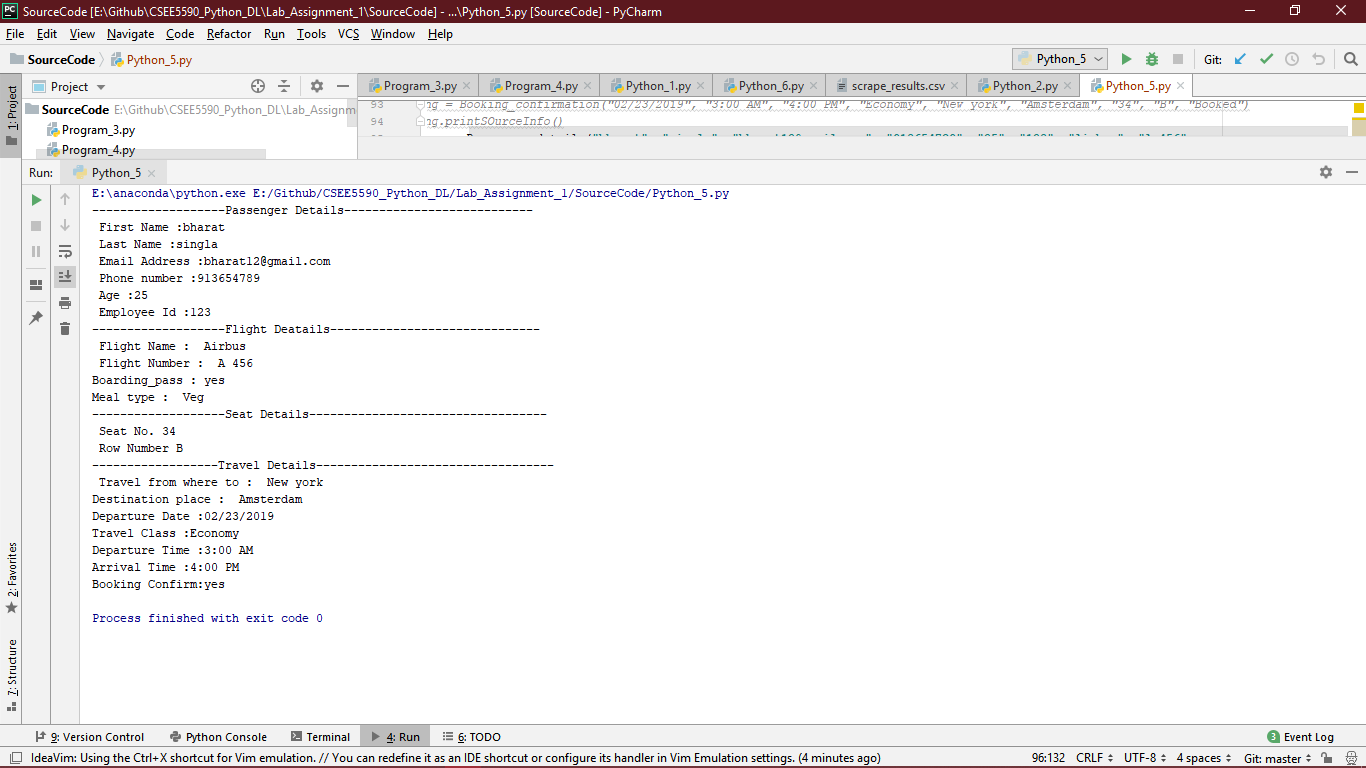 SourceCode [E:\Github\CSEE5590_Python_DL\Lab_Assignment_1\SourceCode] - ...\Python_5.py [SourceCode] - PyCharm
File Edit View Navigate Code Refactor Run Tools VCS Window Help
SourceCode Python_5.py Python_5 Git:
1: Project
Project Program_3.py Program_4.py Python_1.py Python_6.py scrape_results.csv Python_2.py Python_5.py
SourceCode E:\Github\CSEE5590_Python_DL\Lab_Assignm
Program_3.py
Program_4.py
93 ng = Booking_confirmation("02/23/2019", "3:00 AM", "4:00 PM", "Economy", "New york", "Amsterdam", "34", "B", "Booked")
94 ng.printSOurceInfo()
Run: Python_5
E:\anaconda\python.exe E:/Github/CSEE5590_Python_DL/Lab_Assignment_1/SourceCode/Python_5.py
-------------------Passenger Details---------------------------
First Name :bharat
Last Name :singla
Email Address :bharat12@gmail.com
Phone number :913654789
Age :25
Employee Id :123
-------------------Flight Deatails------------------------------
Flight Name :  Airbus
Flight Number :  A 456
Boarding_pass : yes
Meal type :  Veg
-------------------Seat Details----------------------------------
Seat No. 34
Row Number B
------------------Travel Details----------------------------------
Travel from where to :  New york
Destination place :  Amsterdam
Departure Date :02/23/2019
Travel Class :Economy
Departure Time :3:00 AM
Arrival Time :4:00 PM
Booking Confirm:yes
Process finished with exit code 0
2: Favorites
7: Structure
9: Version Control Python Console Terminal 4: Run 6: TODO 3 Event Log
IdeaVim: Using the Ctrl+X shortcut for Vim emulation. // You can redefine it as an IDE shortcut or configure its handler in Vim Emulation settings. (4 minutes ago) 96:132 CRLF UTF-8 4 spaces Git: master